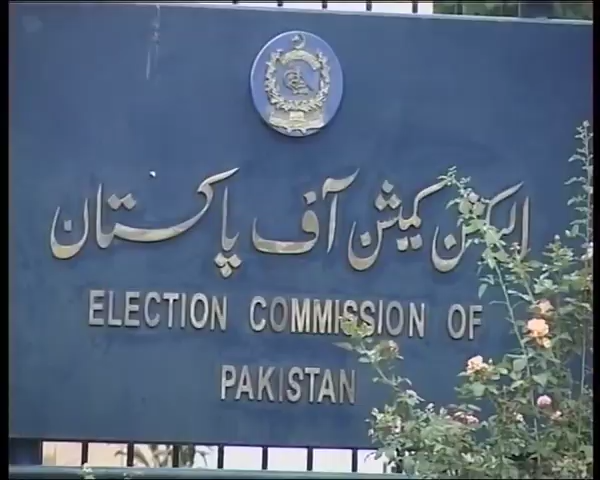 الیکشن کمیشن آف پاکستان
ELECTION COMMISSION OF
PAKISTAN